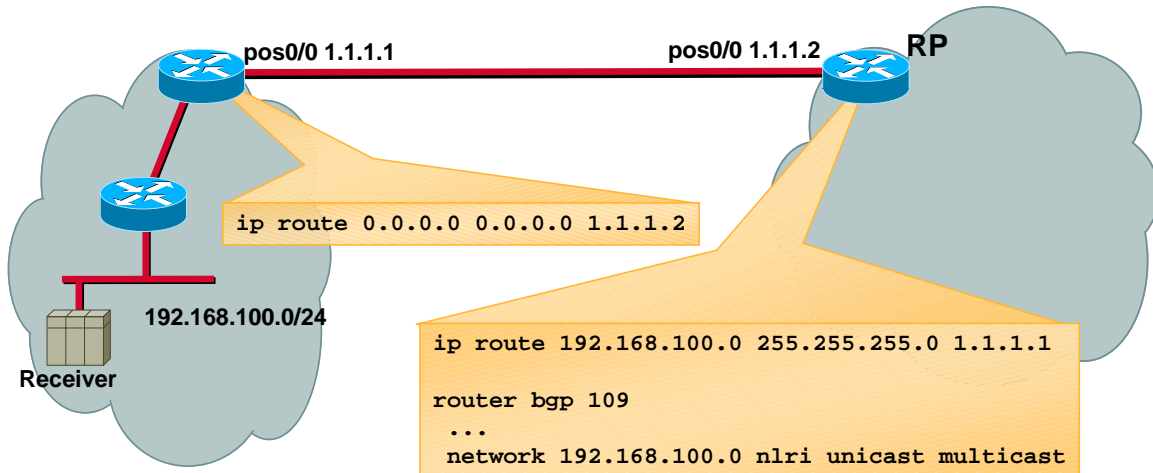 pos0/0 1.1.1.1
pos0/0 1.1.1.2
RP
ip route 0.0.0.0 0.0.0.0 1.1.1.2
192.168.100.0/24
Receiver
ip route 192.168.100.0 255.255.255.0 1.1.1.1
router bgp 109
...
network 192.168.100.0 nlri unicast multicast